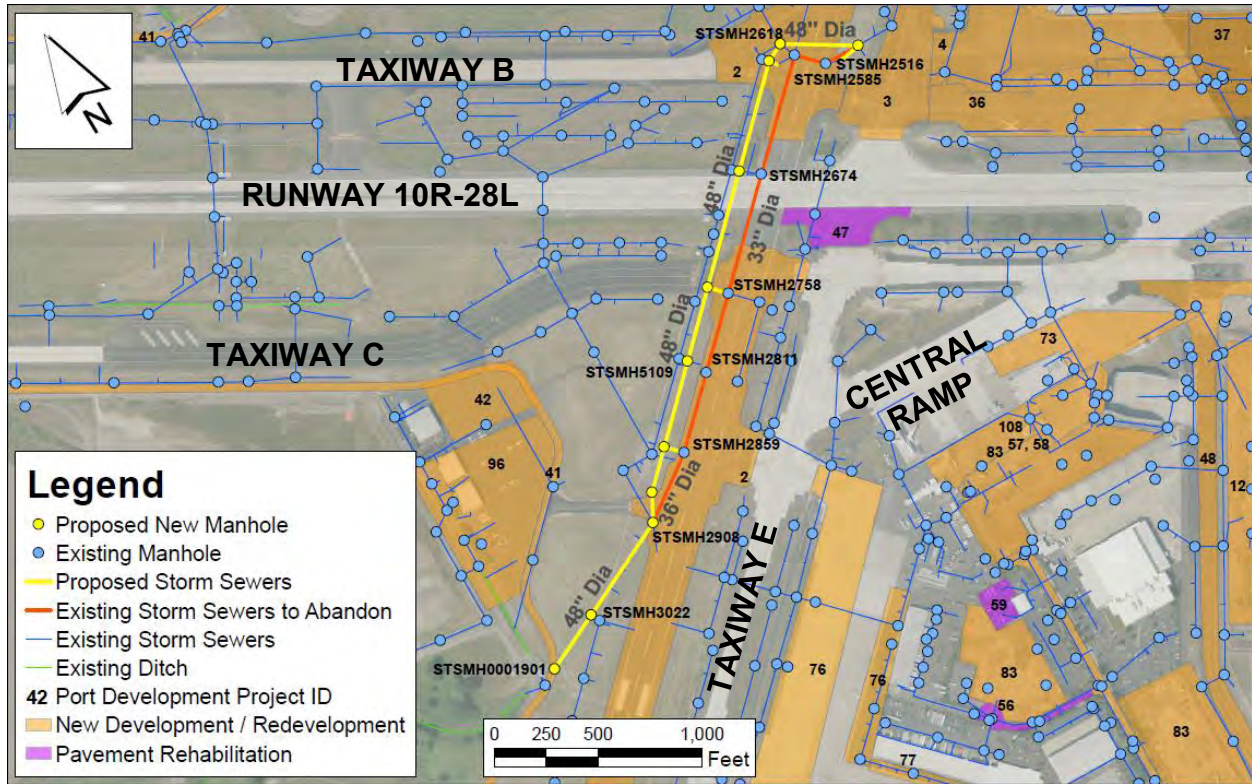 41
STSMH2618
48" Dia
4
37
TAXIWAY B
2
STSMH2516
STSMH2585
3
36
48" Dia
STSMH2674
RUNWAY 10R-28L
33" Dia
47
N
STSMH2758
48" Dia
TAXIWAY C
STSMH5109
STSMH2811
CENTRAL
RAMP
73
42
108
57, 58
83
96
41
STSMH2859
2
48
12
36" Dia
STSMH2908
TAXIWAY E
48" Dia
STSMH3022
59
STSMH0001901
76
76
83
56
83
77
Legend
Proposed New Manhole
Existing Manhole
Proposed Storm Sewers
Existing Storm Sewers to Abandon
Existing Storm Sewers
Existing Ditch
42 Port Development Project ID
New Development / Redevelopment
Pavement Rehabilitation
0 250 500 1,000
Feet